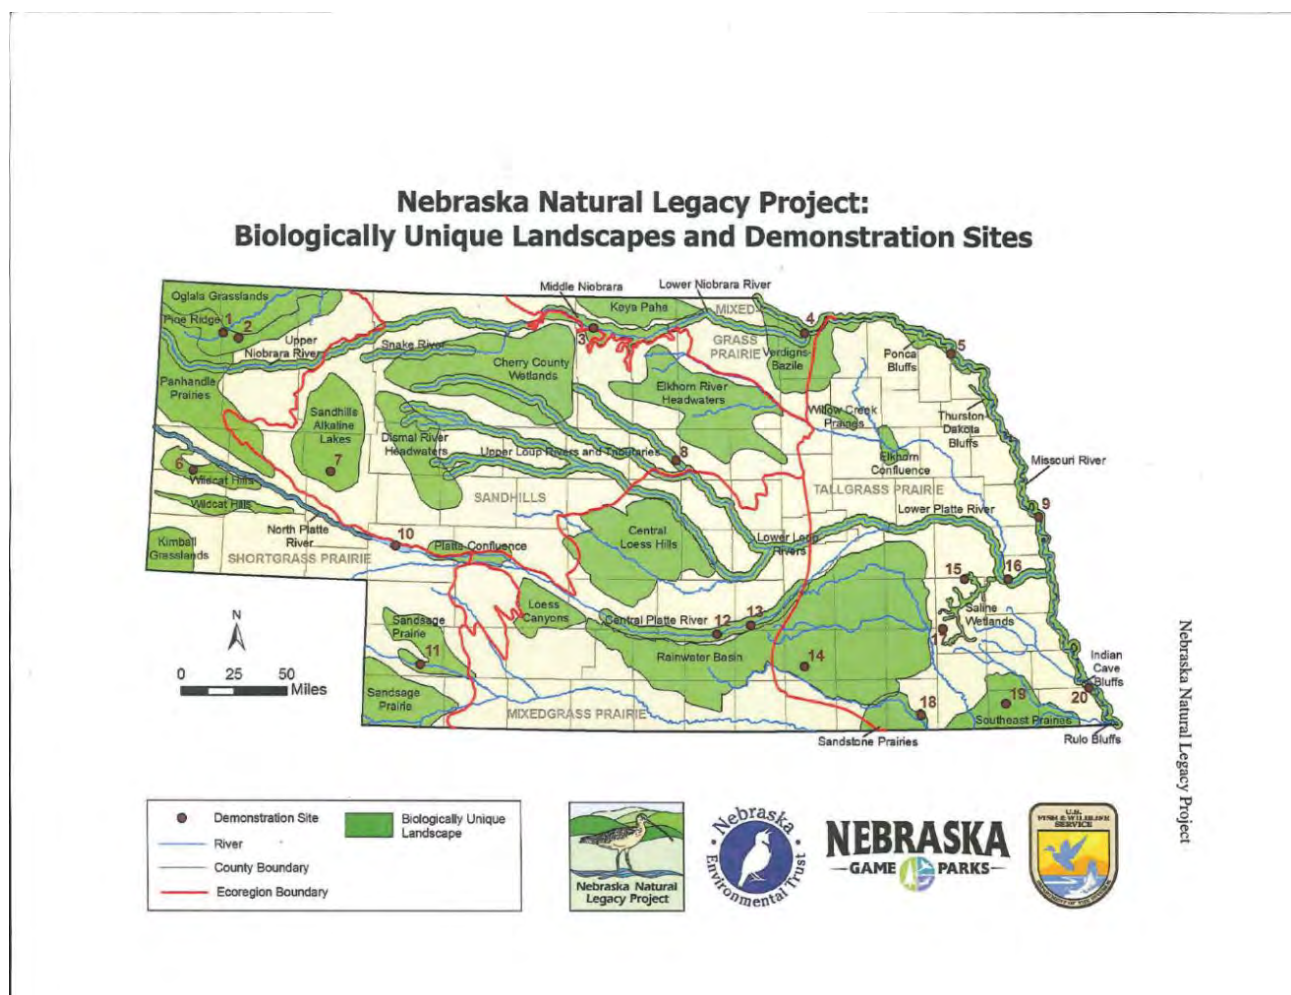 Nebraska Natural Legacy Project:
Biologically Unique Landscapes and Demonstration Sites
Middle Niobrara
Lower Niobrara River
Oglala Grasslands
Keya Paha
MIXED
GRASS
PRAIRIE
Pine Ridge
1
2
3
4
5
Upper
Niobrara River
Snake River
Cherry County
Wetlands
Verdigris-
Bazile
Ponca
Bluffs
Panhandle
Prairies
Sandhills
Alkaline
Lakes
Elkhorn River
Headwaters
Willow Creek
Prairies
Thurston-
Dakota
Bluffs
Dismal River
Headwaters
Upper Loup Rivers and Tributaries
8
Elkhorn
Confluence
Missouri River
6
7
Wildcat Hills
Wildcat Hills
SANDHILLS
TALLGRASS PRAIRIE
Lower Platte River
9
North Platte
River
10
Central
Loess Hills
Lower Loup
Rivers
Kimball
Grasslands
SHORTGRASS PRAIRIE
Platte Confluence
15
16
Saline
Wetlands
Sandsage
Prairie
Loess
Canyons
Central Platte River
12
13
17
11
Rainwater Basin
14
Indian
Cave
Bluffs
Sandsage
Prairie
MIXEDGRASS PRAIRIE
18
19
20
Southeast Prairies
Sandstone Prairies
Rulo Bluffs
N
0 25 50
Miles
Demonstration Site
River
County Boundary
Ecoregion Boundary
Biologically Unique
Landscape
Nebraska Natural
Legacy Project
Nebraska
Environmental Trust
NEBRASKA
GAME PARKS
U.S.
FISH & WILDLIFE
SERVICE
DEPARTMENT OF THE INTERIOR
Nebraska Natural Legacy Project